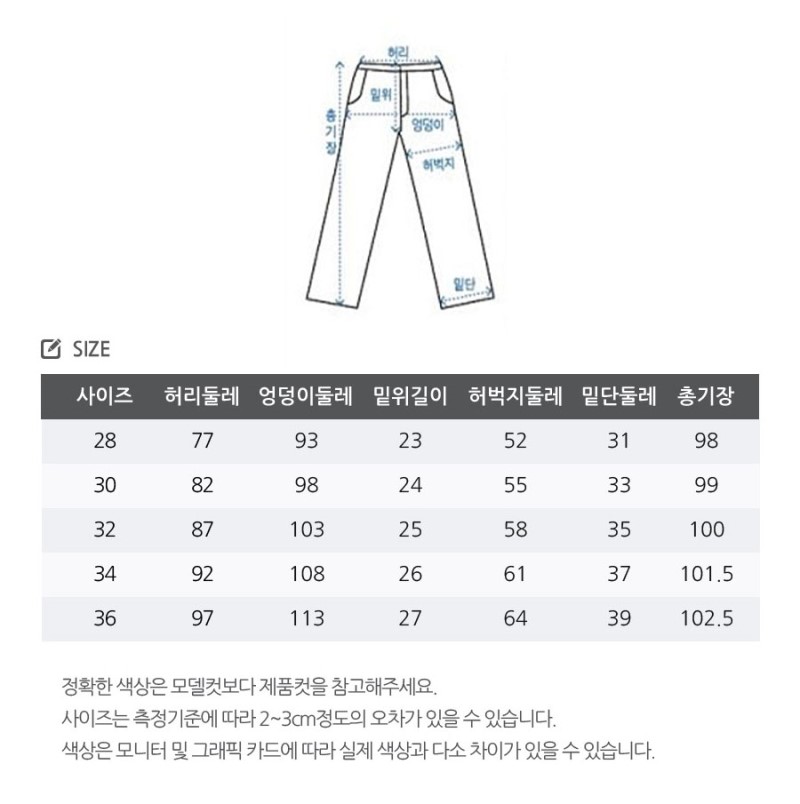 허리
밑위
총기장
엉덩이
허벅지
밑단
SIZE
사이즈 허리둘레 엉덩이둘레 밑위길이 허벅지둘레 밑단둘레 총기장
28 77 93 23 52 31 98
30 82 98 24 55 33 99
32 87 103 25 58 35 100
34 92 108 26 61 37 101.5
36 97 113 27 64 39 102.5
정확한 색상은 모델컷보다 제품컷을 참고해주세요.
사이즈는 측정기준에 따라 2~3cm정도의 오차가 있을 수 있습니다.
색상은 모니터 및 그래픽 카드에 따라 실제 색상과 다소 차이가 있을 수 있습니다.